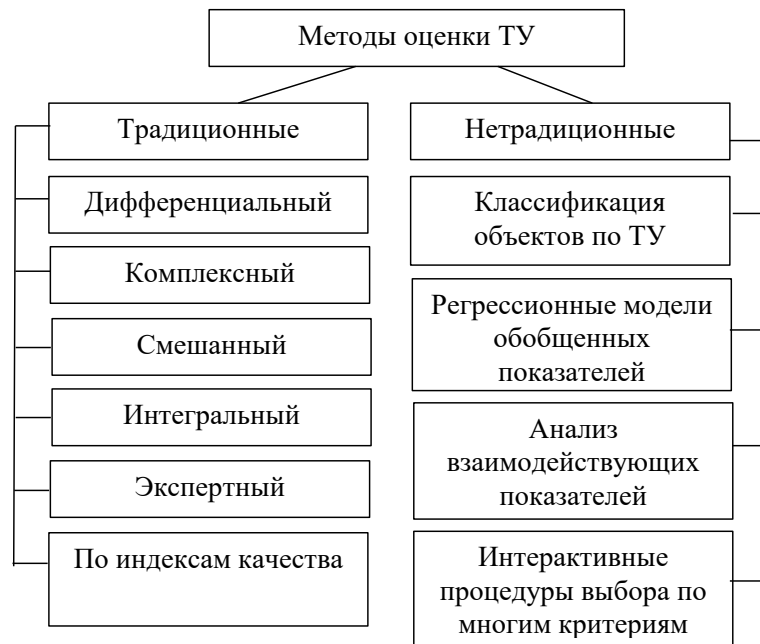 Методы оценки ТУ
Традиционные
Дифференциальный
Комплексный
Смешанный
Интегральный
Экспертный
По индексам качества
Нетрадиционные
Классификация
объектов по ТУ
Регрессионные модели
обобщенных
показателей
Анализ
взаимодействующих
показателей
Интерактивные
процедуры выбора по
многим критериям